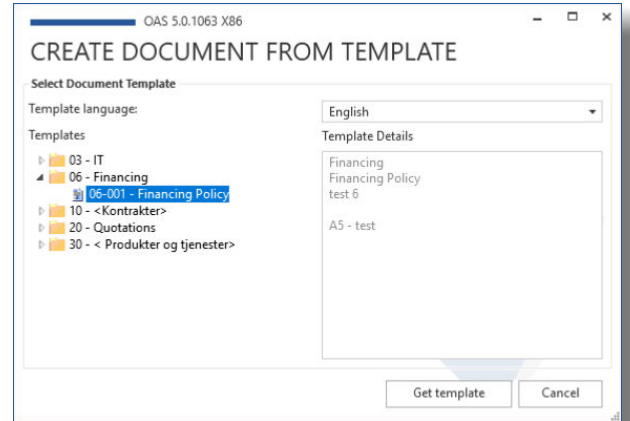 OAS 5.0.1063 X86
CREATE DOCUMENT FROM TEMPLATE
Select Document Template
Template language:
English
Templates
Template Details
03 - IT
06 - Financing
06-001 - Financing Policy
10 - <Kontrakter>
20 - Quotations
30 - < Produkter og tjenester>
Financing
Financing Policy
test 6
A5 - test
Get template
Cancel